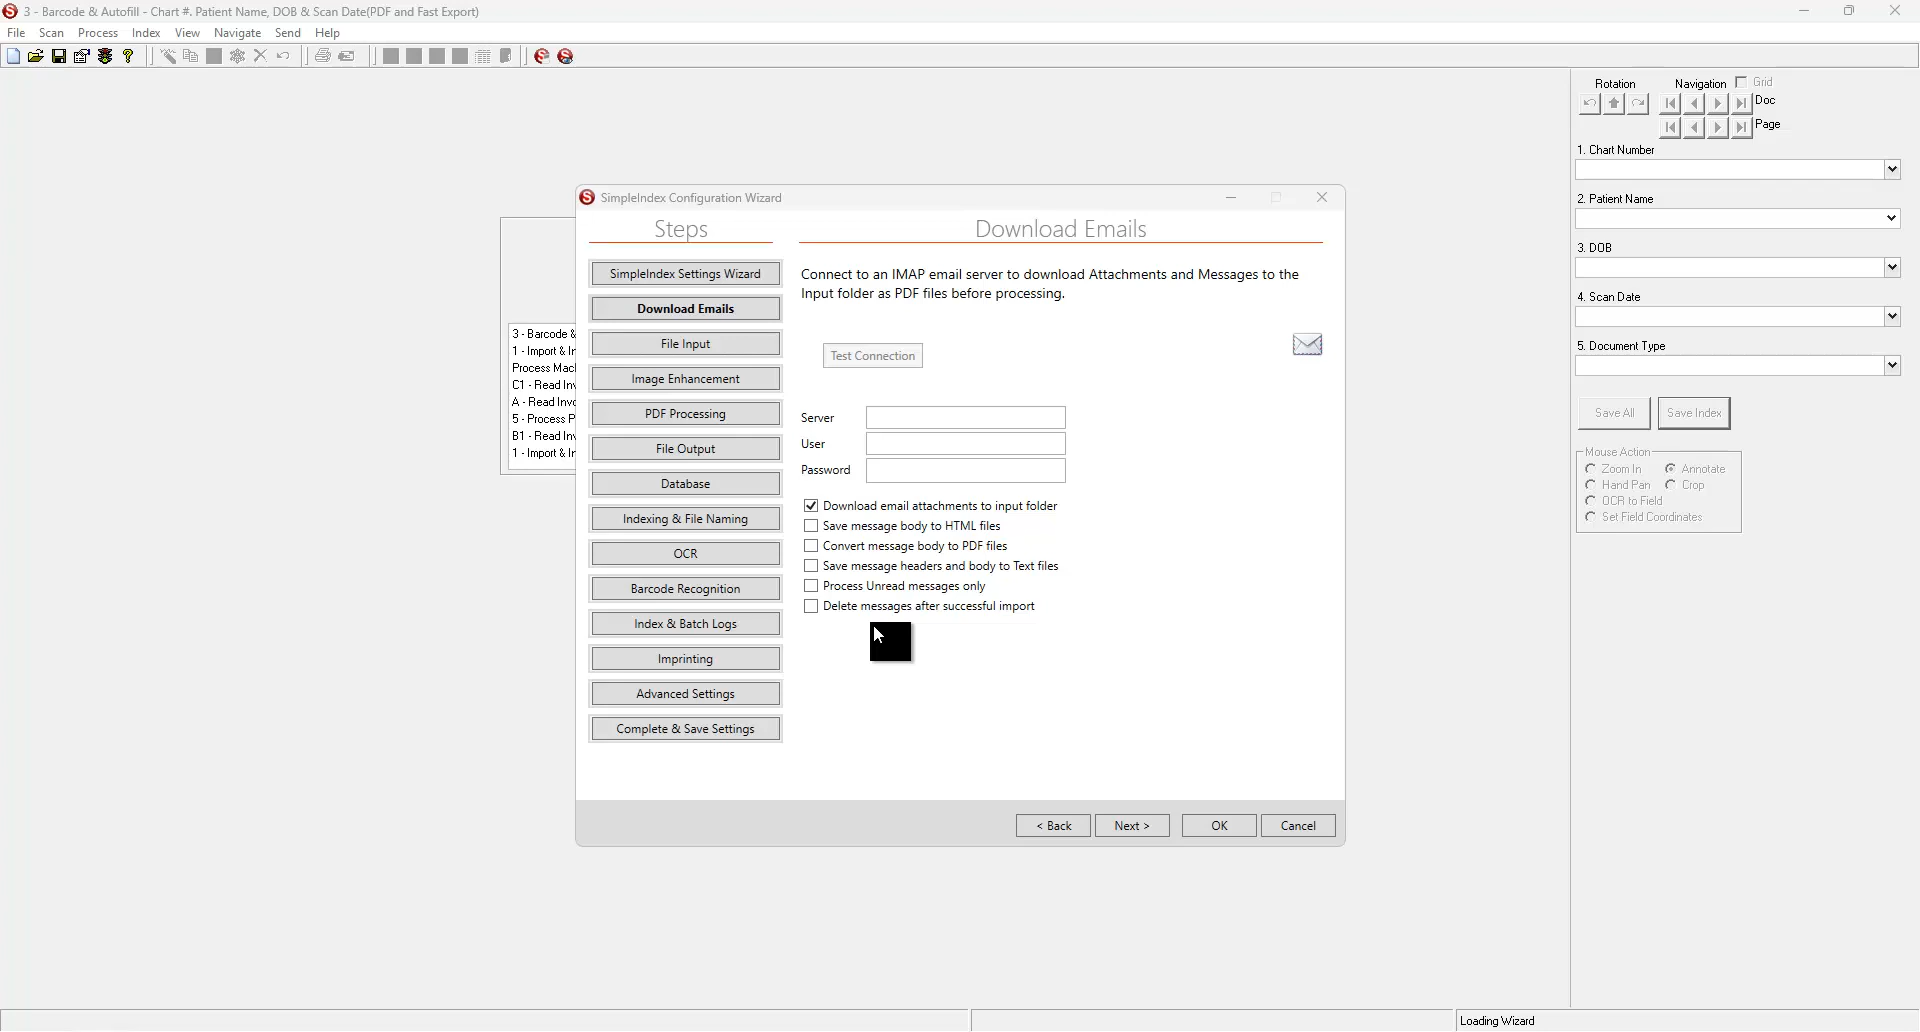 3 - Barcode & Autofill - Chart #. Patient Name, DOB & Scan Date(PDF and Fast Export)
File Scan Process Index View Navigate Send Help
Rotation
Navigation
Grid
Doc
Page
1. Chart Number
2. Patient Name
3. DOB
4. Scan Date
5. Document Type
Save All
Save Index
Mouse Action
Zoom In
Annotate
Hand Pan
Crop
OCR to Field
Set Field Coordinates
3 - Barcode &
1 - Import & In
Process Mac
C1 - Read Inv
A - Read Invo
5 - Process P
B1 - Read Inv
1 - Import & In
SimpleIndex Configuration Wizard
Steps
SimpleIndex Settings Wizard
Download Emails
File Input
Image Enhancement
PDF Processing
File Output
Database
Indexing & File Naming
OCR
Barcode Recognition
Index & Batch Logs
Imprinting
Advanced Settings
Complete & Save Settings
Download Emails
Connect to an IMAP email server to download Attachments and Messages to the
Input folder as PDF files before processing.
Test Connection
Server
User
Password
Download email attachments to input folder
Save message body to HTML files
Convert message body to PDF files
Save message headers and body to Text files
Process Unread messages only
Delete messages after successful import
< Back
Next >
OK
Cancel
Loading Wizard